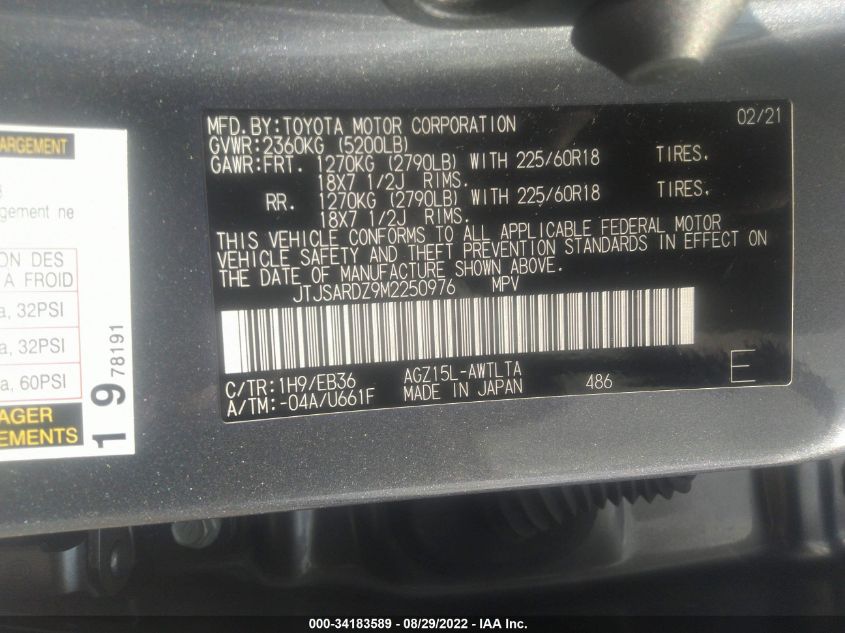 MFD.BY:TOYOTA MOTOR CORPORATION 02/21
GVWR:2360KG (5200LB)
GAWR:FRT. 1270KG (2790LB) WITH 225/60R18 TIRES.
18X7 1/2J RIMS.
RR. 1270KG (2790LB) WITH 225/60R18 TIRES.
18X7 1/2J RIMS.
THIS VEHICLE CONFORMS TO ALL APPLICABLE FEDERAL MOTOR
VEHICLE SAFETY AND THEFT PREVENTION STANDARDS IN EFFECT ON
THE DATE OF MANUFACTURE SHOWN ABOVE.
JTJSARDZ9M2250976 MPV
C/TR:1H9/EB36 AGZ15L-AWTLTA
A/TM:-04A/U661F MADE IN JAPAN 486 E
ARGEMENT
gement ne
ON DES
A FROID
a, 32PSI
a, 32PSI
a, 60PSI
AGER
EMENTS
19 78191
000-34183589 - 08/29/2022 - IAA Inc.